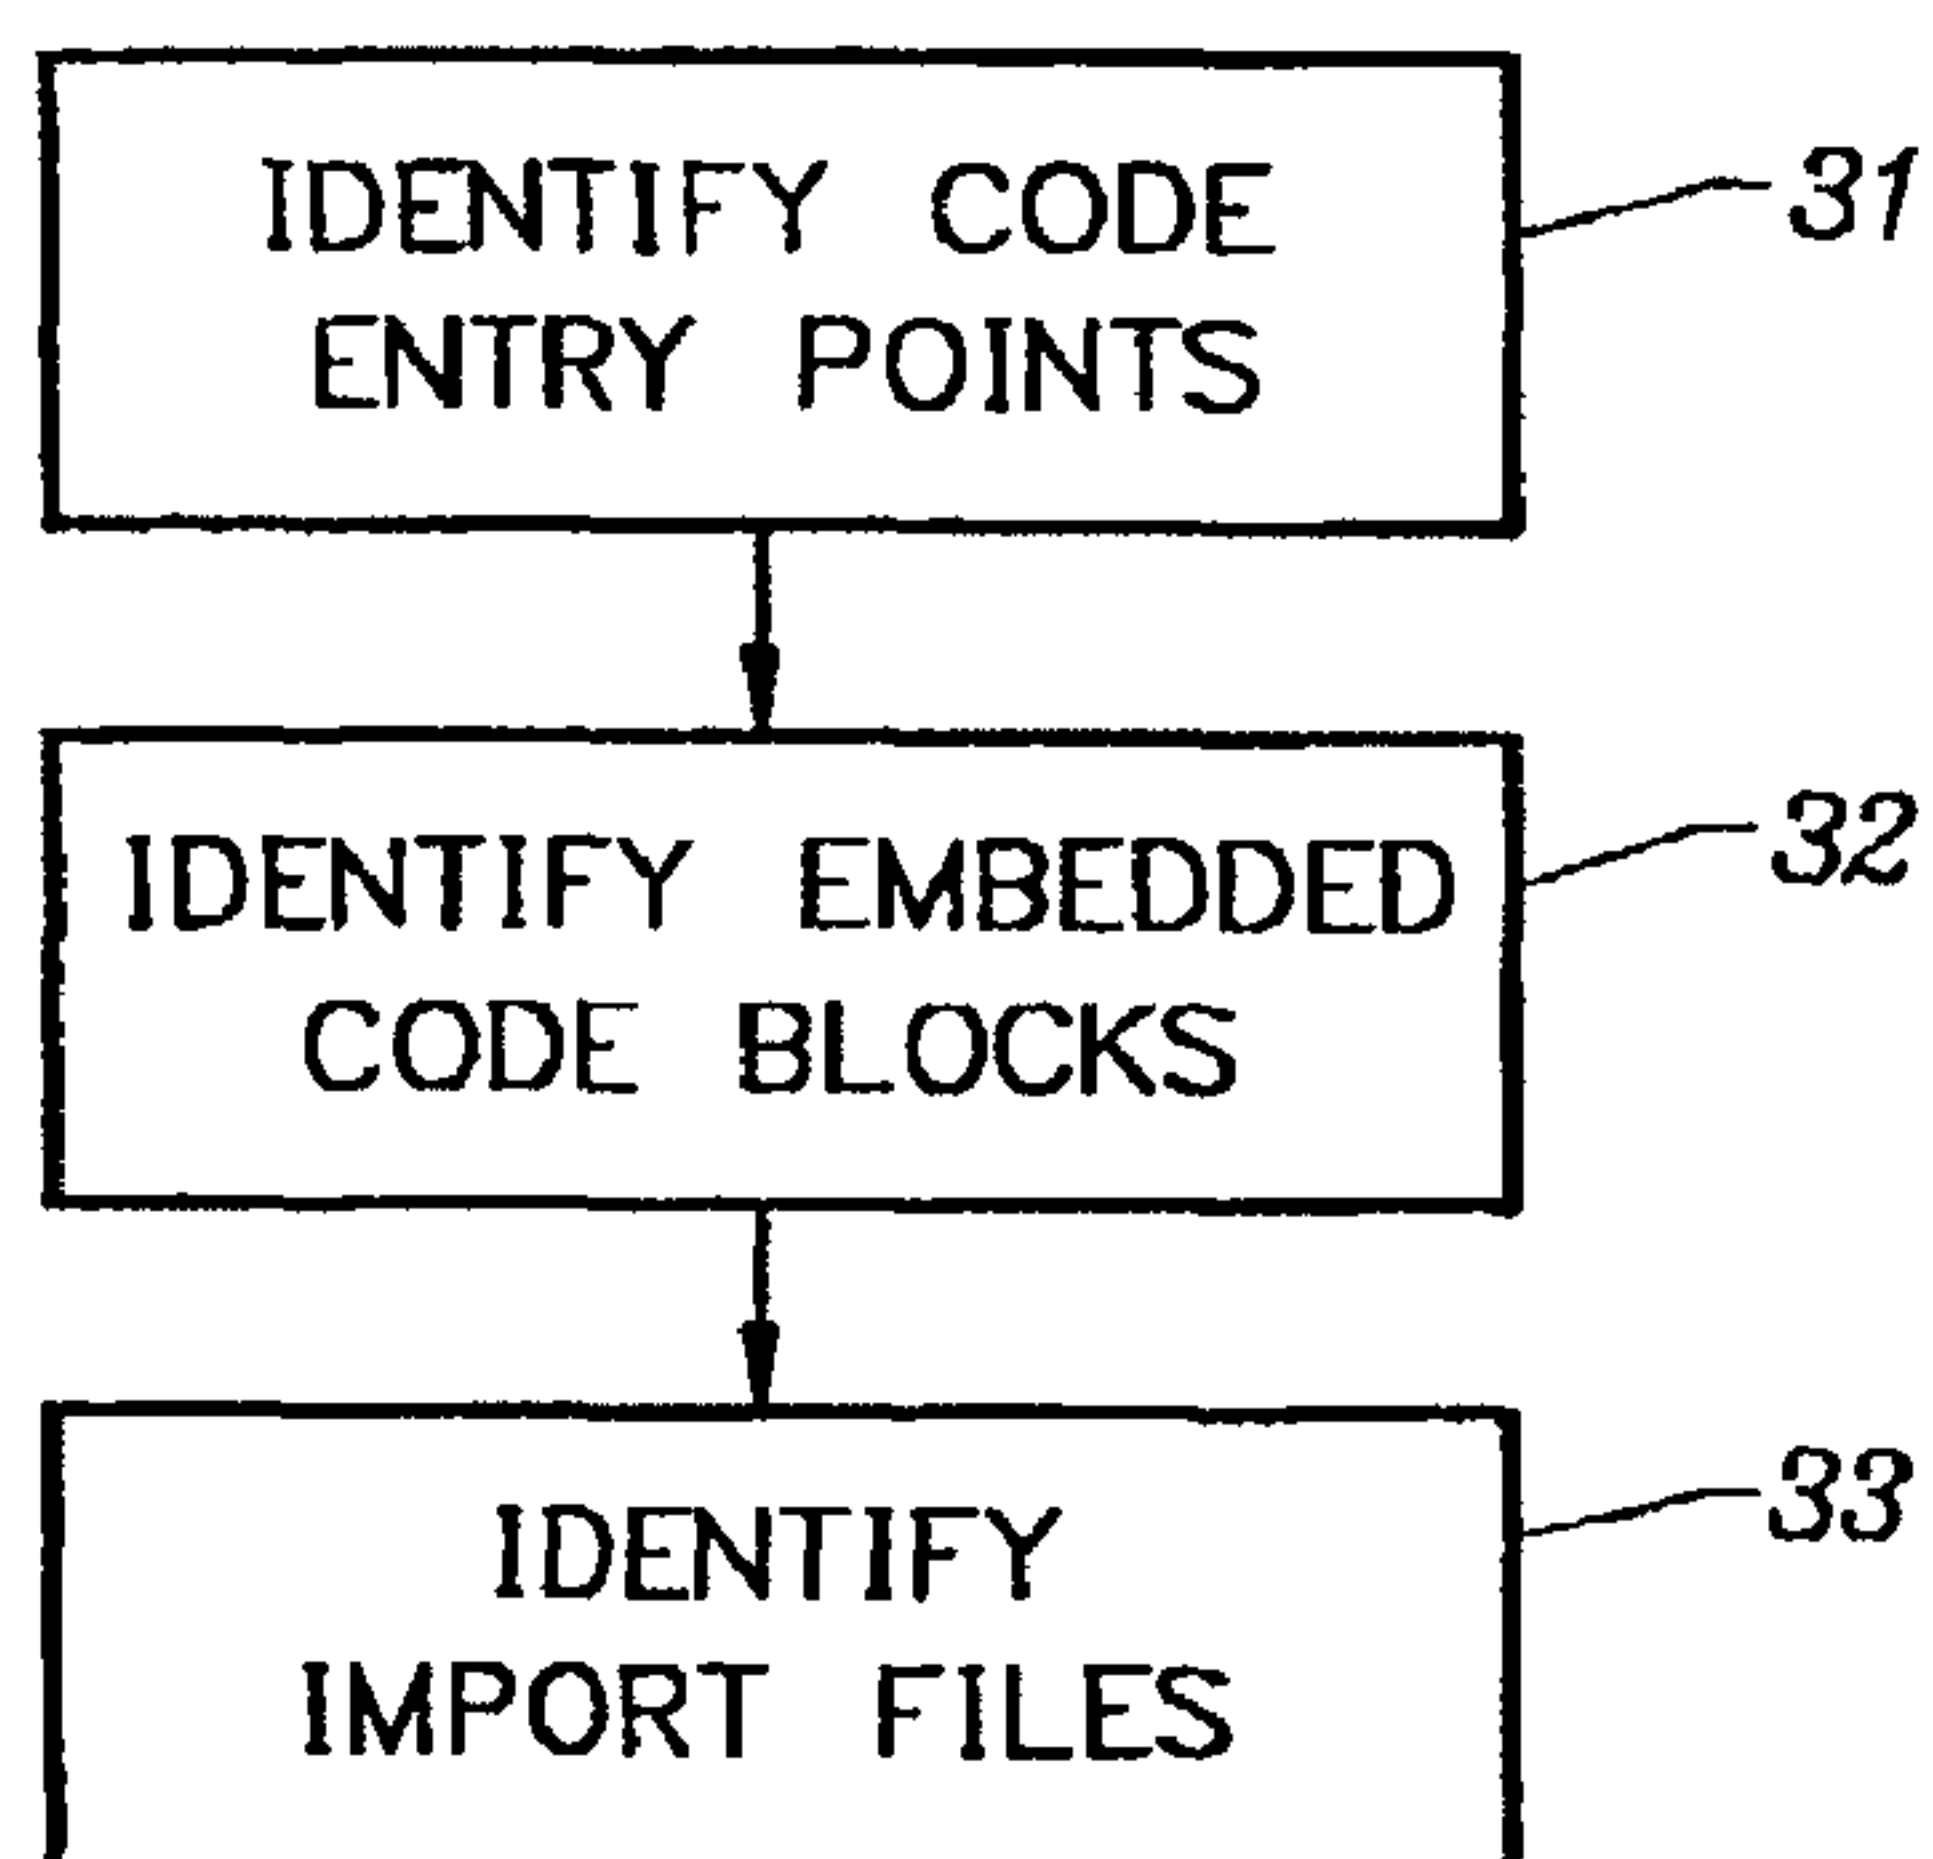 IDENTIFY CODE
ENTRY POINTS
31
IDENTIFY EMBEDDED
CODE BLOCKS
32
IDENTIFY
IMPORT FILES
33